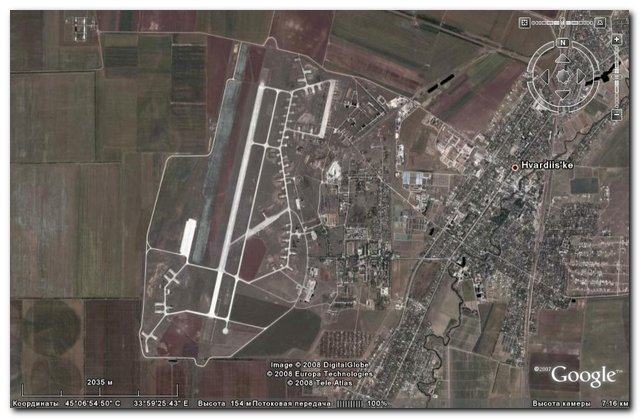 N
Hvardiis'ke
Image © 2008 DigitalGlobe
© 2008 Europa Technologies
© 2008 Tele Atlas
©2007 Google™
2035 м
Координаты 45°06'54.50" С 33°59'25.43" В Высота 154 м Потоковая передача ||||||||| 100% Высота камеры 7.16 км